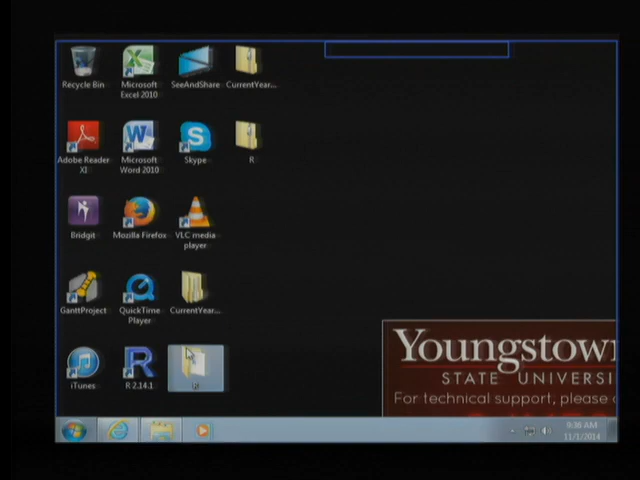 Recycle Bin
Microsoft Excel 2010
SeeAndShare
CurrentYear...
Adobe Reader XI
Microsoft Word 2010
Skype
R
Bridgit
Mozilla Firefox
VLC media player
GanttProject
QuickTime Player
CurrentYear...
iTunes
R 2.14.1
Youngstown
STATE UNIVERSI
For technical support, please c
9:36 AM
11/1/2014